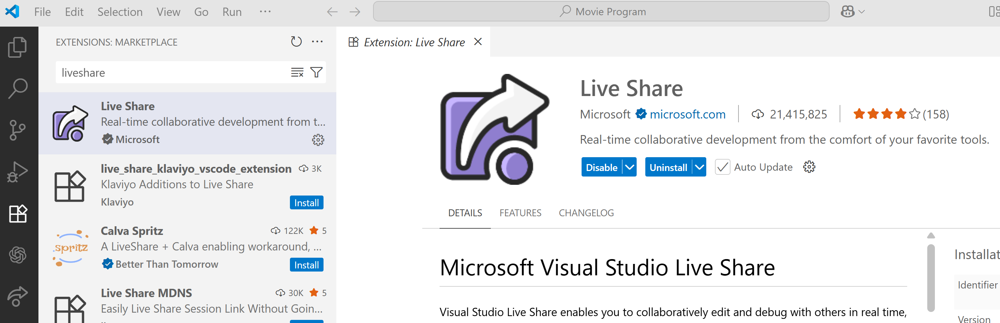 File Edit Selection View Go Run ···
Movie Program
EXTENSIONS: MARKETPLACE
liveshare
Live Share
Real-time collaborative development from t...
Microsoft
live_share_klaviyo_vscode_extension 3K
Klaviyo Additions to Live Share
Klaviyo
Install
Calva Spritz 122K 5
spritz
A LiveShare + Calva enabling workaround, ...
Better Than Tomorrow
Install
Live Share MDNS 30K 5
Easily Live Share Session Link Without Goin...
Extension: Live Share
Live Share
Microsoft microsoft.com 21,415,825 (158)
Real-time collaborative development from the comfort of your favorite tools.
Disable Uninstall Auto Update
DETAILS FEATURES CHANGELOG
Microsoft Visual Studio Live Share
Visual Studio Live Share enables you to collaboratively edit and debug with others in real time,
Installat
Identifier
Version